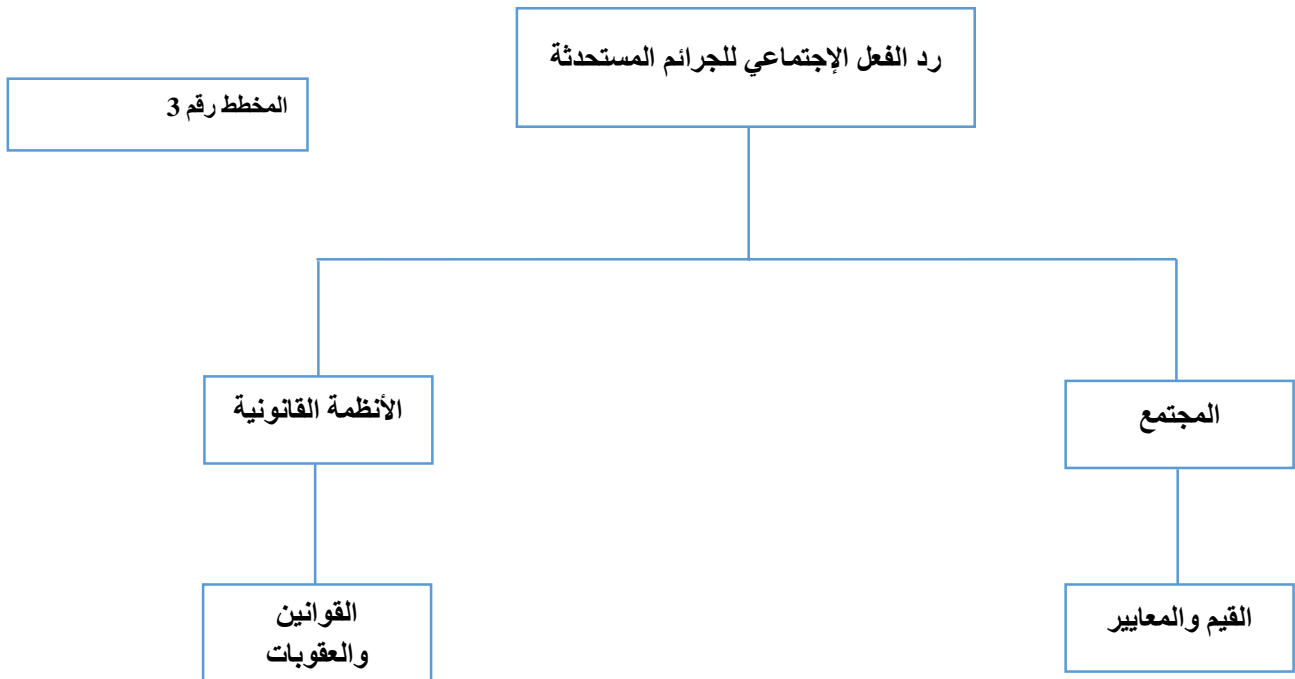 رد الفعل الإجتماعي للجرائم المستحدثة
المخطط رقم 3
المجتمع
الأنظمة القانونية
القيم والمعايير
القوانين
والعقوبات